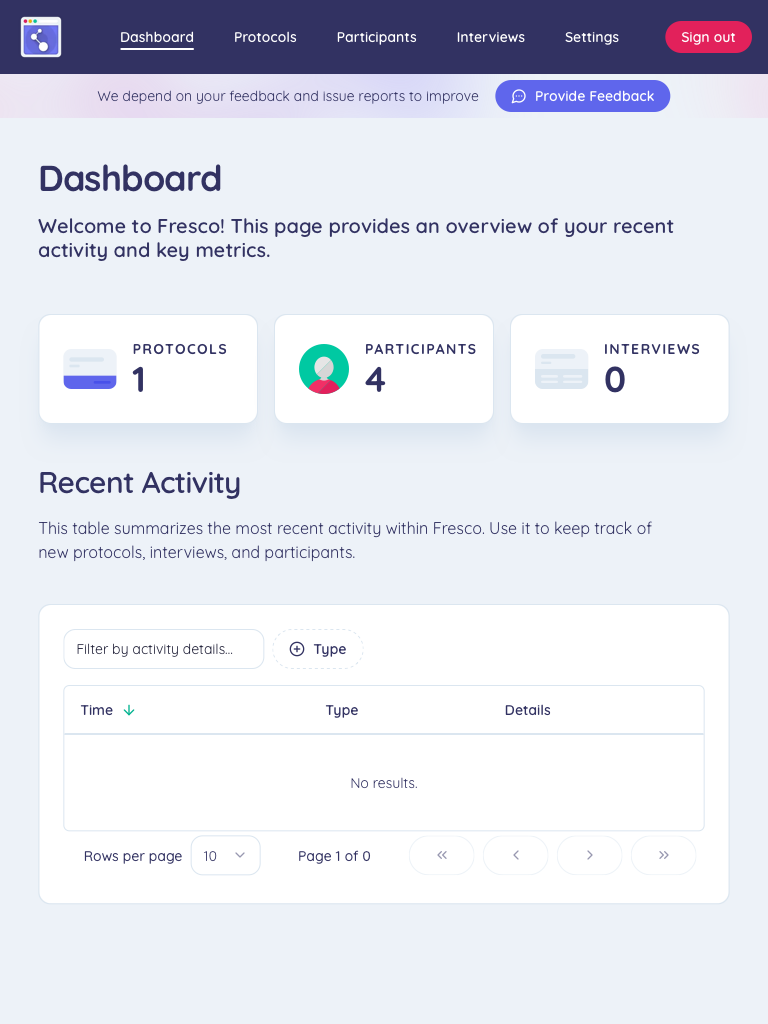 Dashboard Protocols Participants Interviews Settings Sign out
We depend on your feedback and issue reports to improve Provide Feedback
Dashboard
Welcome to Fresco! This page provides an overview of your recent
activity and key metrics.
PROTOCOLS
1
PARTICIPANTS
4
INTERVIEWS
0
Recent Activity
This table summarizes the most recent activity within Fresco. Use it to keep track of
new protocols, interviews, and participants.
Filter by activity details... Type
Time Type Details
No results.
Rows per page 10 Page 1 of 0